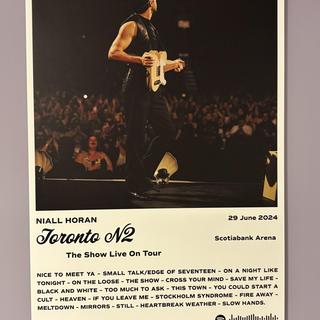 NIALL HORAN
29 June 2024
Toronto N2
Scotiabank Arena
The Show Live On Tour
NICE TO MEET YA - SMALL TALK/EDGE OF SEVENTEEN - ON A NIGHT LIKE
TONIGHT - ON THE LOOSE - THE SHOW - CROSS YOUR MIND - SAVE MY LIFE -
BLACK AND WHITE - TOO MUCH TO ASK - THIS TOWN - YOU COULD START A
CULT - HEAVEN - IF YOU LEAVE ME - STOCKHOLM SYNDROME - FIRE AWAY -
MELTDOWN - MIRRORS - STILL - HEARTBREAK WEATHER - SLOW HANDS.